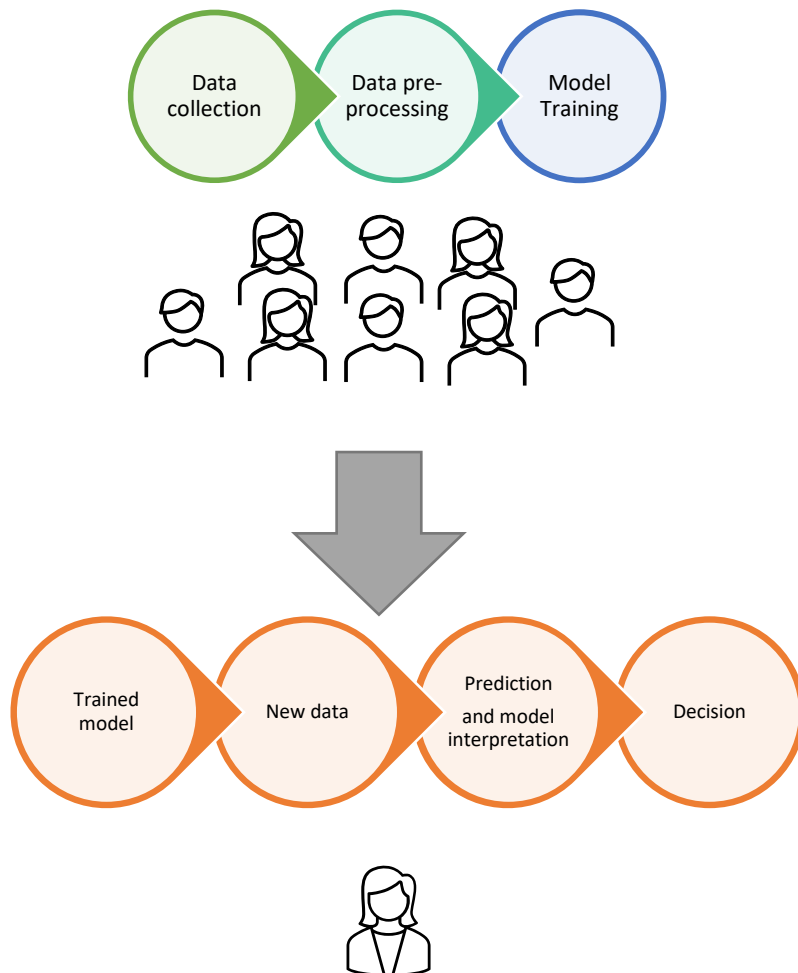 Data
collection
Data pre-
processing
Model
Training
Trained
model
New data
Prediction
and model
interpretation
Decision